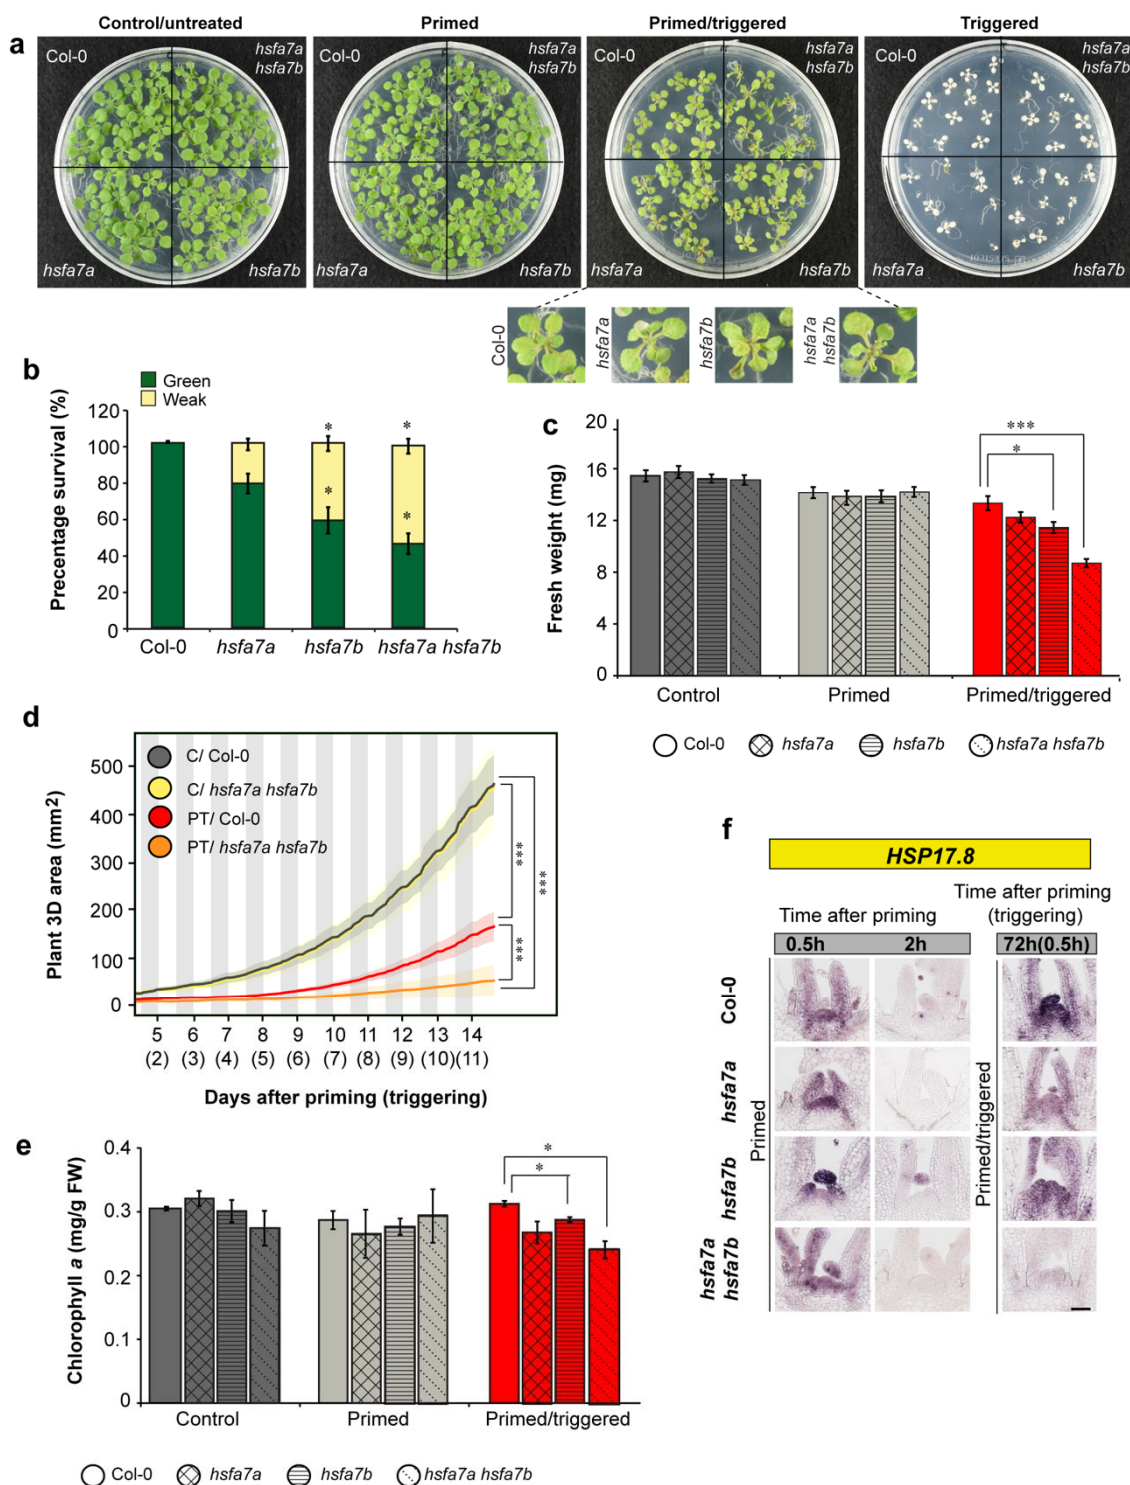 Control/untreated
Primed
Primed/triggered
Triggered
a
Col-0
hsfa7a
hsfa7b
hsfa7a
hsfa7b
Col-0
hsfa7a
hsfa7b
hsfa7a
hsfa7b
Col-0
hsfa7a
hsfa7b
hsfa7a
hsfa7b
Col-0
hsfa7a
hsfa7b
hsfa7a
hsfa7b
Col-0
hsfa7a
hsfa7b
hsfa7a
hsfa7b
b
Green
Weak
Precentage survival (%)
120
100
80
60
40
20
0
*
*
*
*
Col-0
hsfa7a
hsfa7b
hsfa7a hsfa7b
c
Fresh weight (mg)
20
16
12
8
4
0
***
*
Control
Primed
Primed/triggered
Col-0
hsfa7a
hsfa7b
hsfa7a hsfa7b
d
Plant 3D area (mm2)
500
400
300
200
100
0
C/ Col-0
C/ hsfa7a hsfa7b
PT/ Col-0
PT/ hsfa7a hsfa7b
***
***
***
5 6 7 8 9 10 11 12 13 14
(2) (3) (4) (5) (6) (7) (8) (9) (10) (11)
Days after priming (triggering)
e
Chlorophyll a (mg/g FW)
0.4
0.3
0.2
0.1
0
*
*
Control
Primed
Primed/triggered
Col-0
hsfa7a
hsfa7b
hsfa7a hsfa7b
f
HSP17.8
Time after priming
Time after priming
(triggering)
0.5h
2h
72h(0.5h)
Primed
Primed/triggered
Col-0
hsfa7a
hsfa7b
hsfa7a
hsfa7b